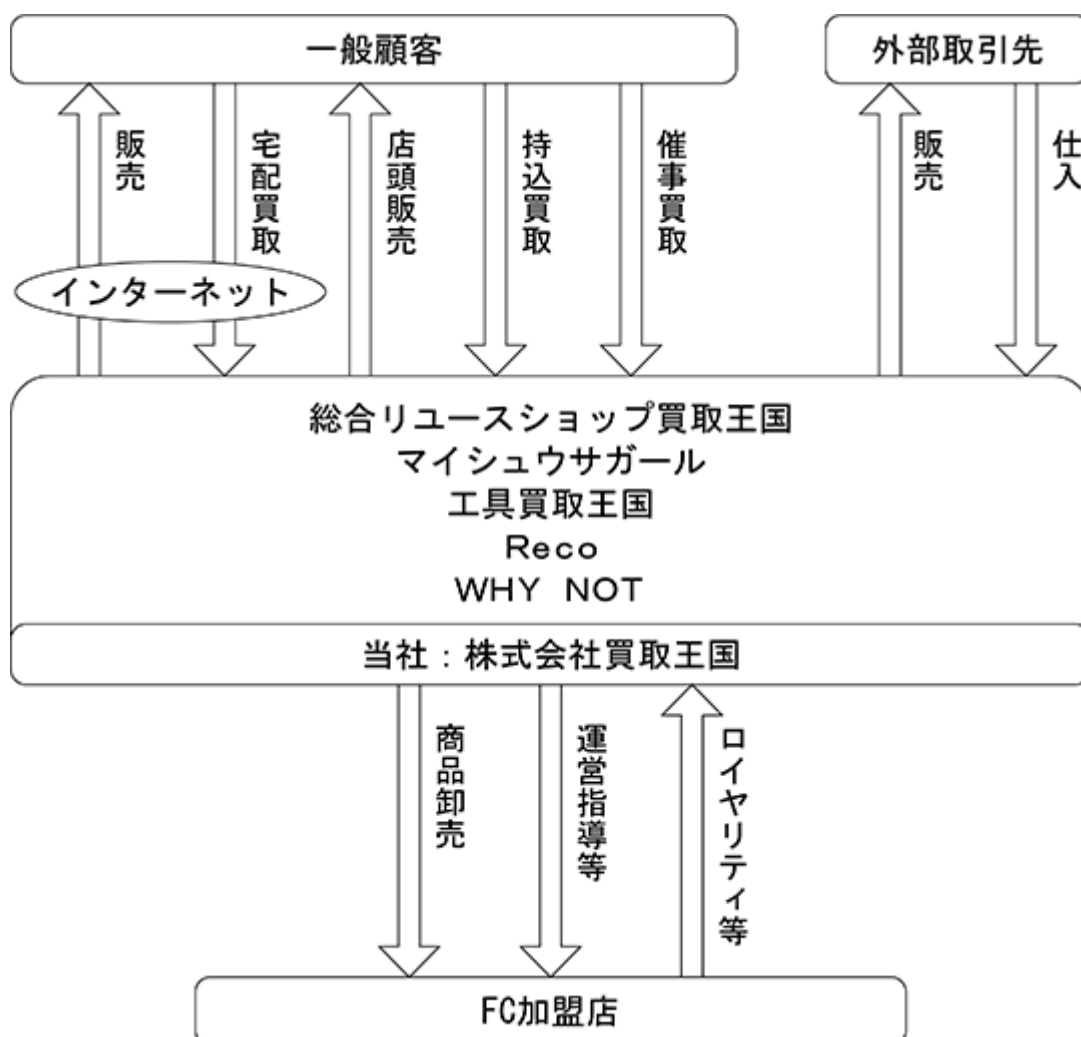 一般顧客
外部取引先
販売
宅配買取
店頭販売
持込買取
催事買取
販売
仕入
インターネット
総合リユースショップ買取王国
マイシュウサガール
工具買取王国
Reco
WHY NOT
当社：株式会社買取王国
商品卸売
運営指導等
ロイヤリティ等
FC加盟店